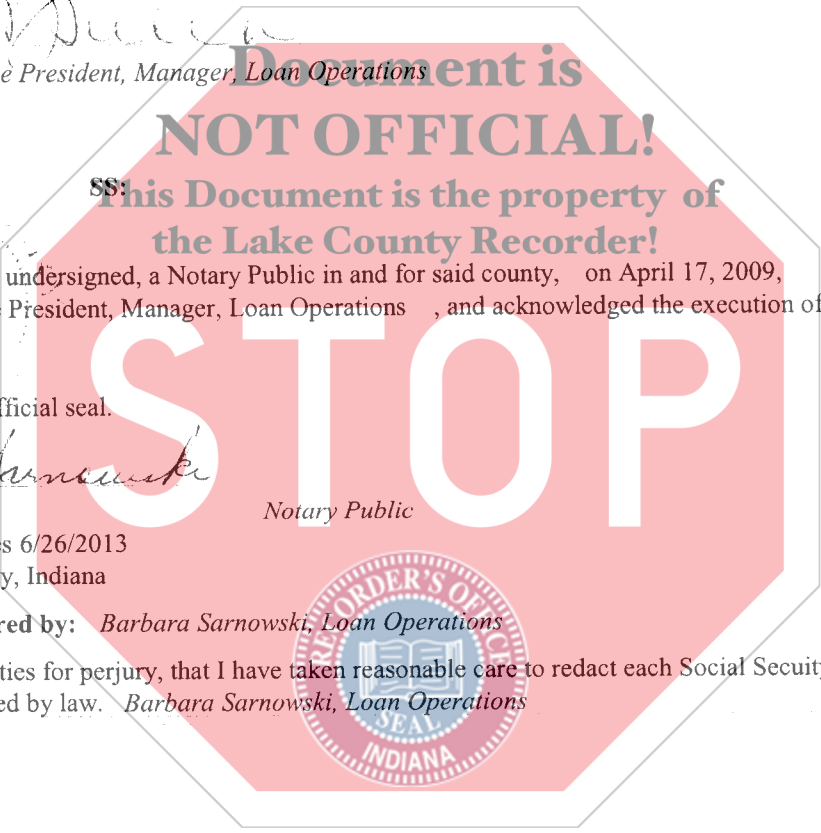 e President, Manager, Loan Operations
Document is
NOT OFFICIAL!
SS:
This Document is the property of
the Lake County Recorder!
undersigned, a Notary Public in and for said county, on April 17, 2009,
President, Manager, Loan Operations , and acknowledged the execution of
STOP
fficial seal.
Notary Public
es 6/26/2013
y, Indiana
red by: Barbara Sarnowski, Loan Operations
ties for perjury, that I have taken reasonable care to redact each Social Secuity
ed by law. Barbara Sarnowski, Loan Operations
RECORDER'S OFFICE
SEAL
INDIANA